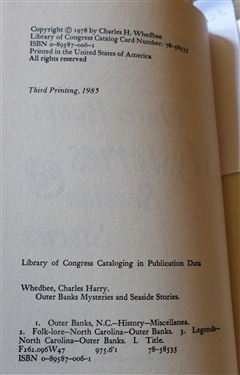 Copyright © 1978 by Charles H. Whedbee
Library of Congress Catalog Card Number: 78-58535
ISBN 0-89587-006-1
Printed in the United States of America
All rights reserved
Third Printing, 1985
Library of Congress Cataloging in Publication Data
Whedbee, Charles Harry.
Outer Banks Mysteries and Seaside Stories.
1. Outer Banks, N.C.—History—Miscellanea.
2. Folk-lore—North Carolina—Outer Banks. 3. Legends—
North Carolina—Outer Banks. I. Title.
F262.096W47 975.6'1 78-58535
ISBN 0-89587-006-1